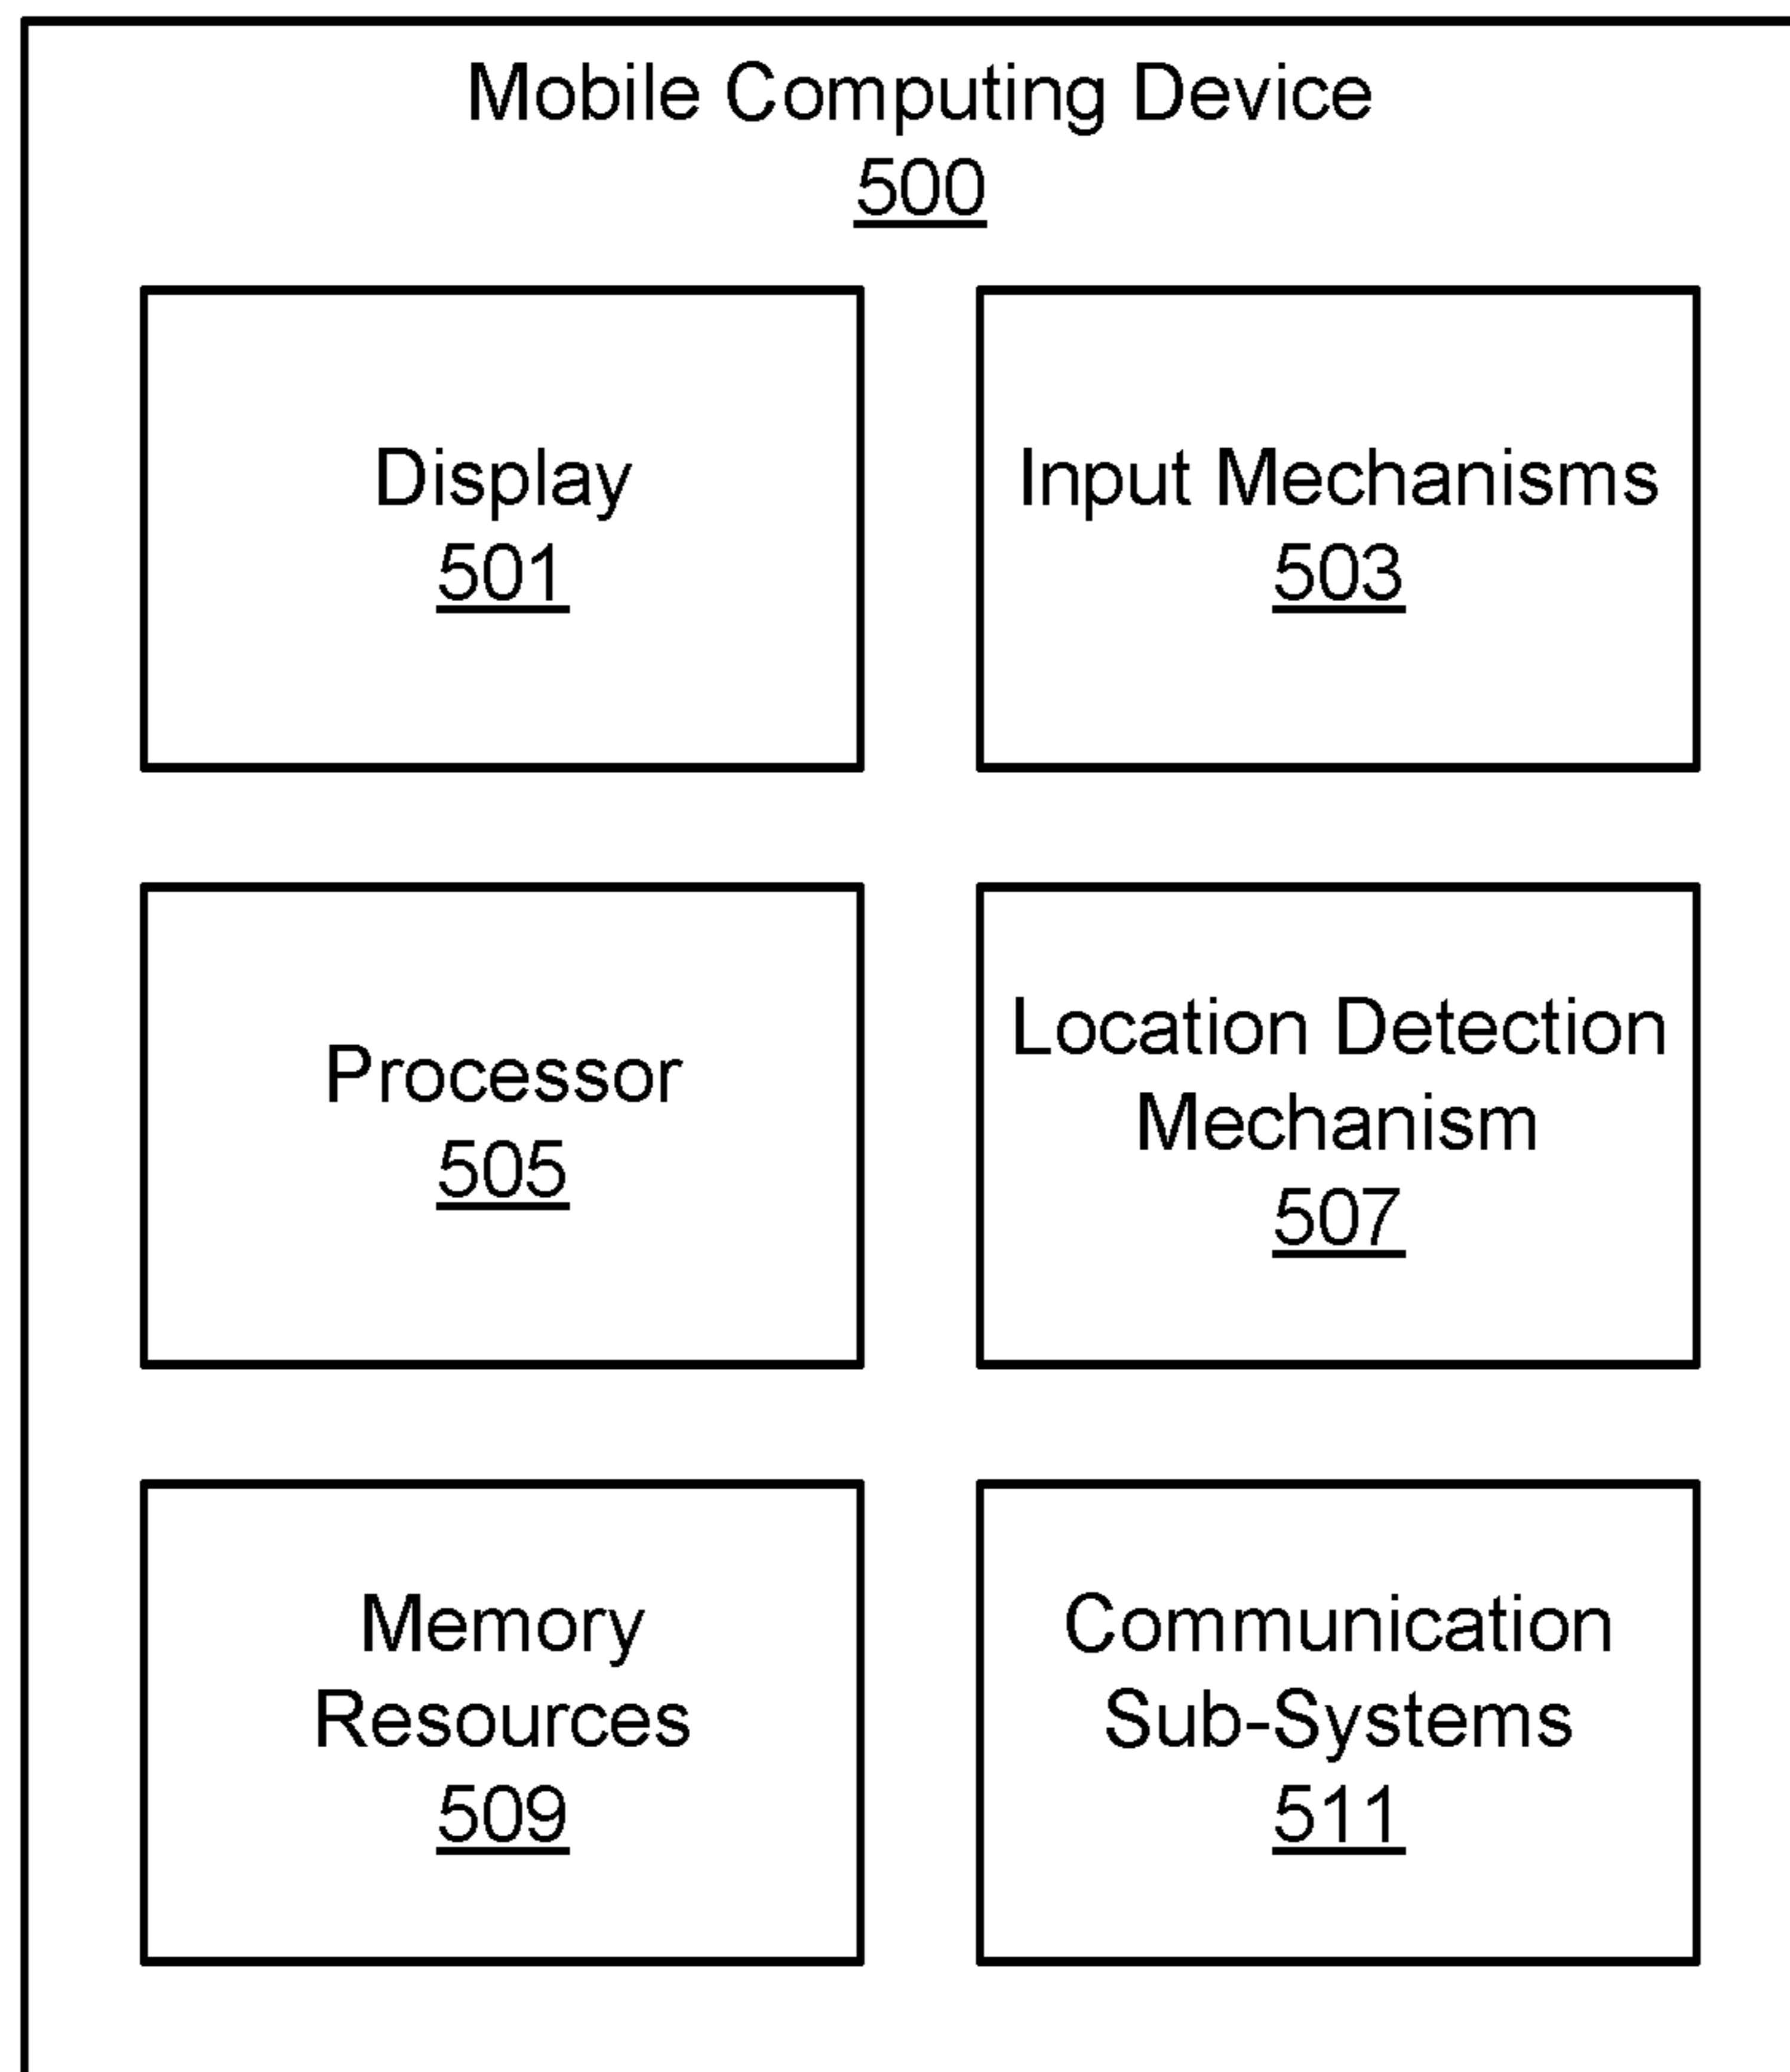 Mobile Computing Device
500
Display
501
Input Mechanisms
503
Processor
505
Location Detection
Mechanism
507
Memory
Resources
509
Communication
Sub-Systems
511